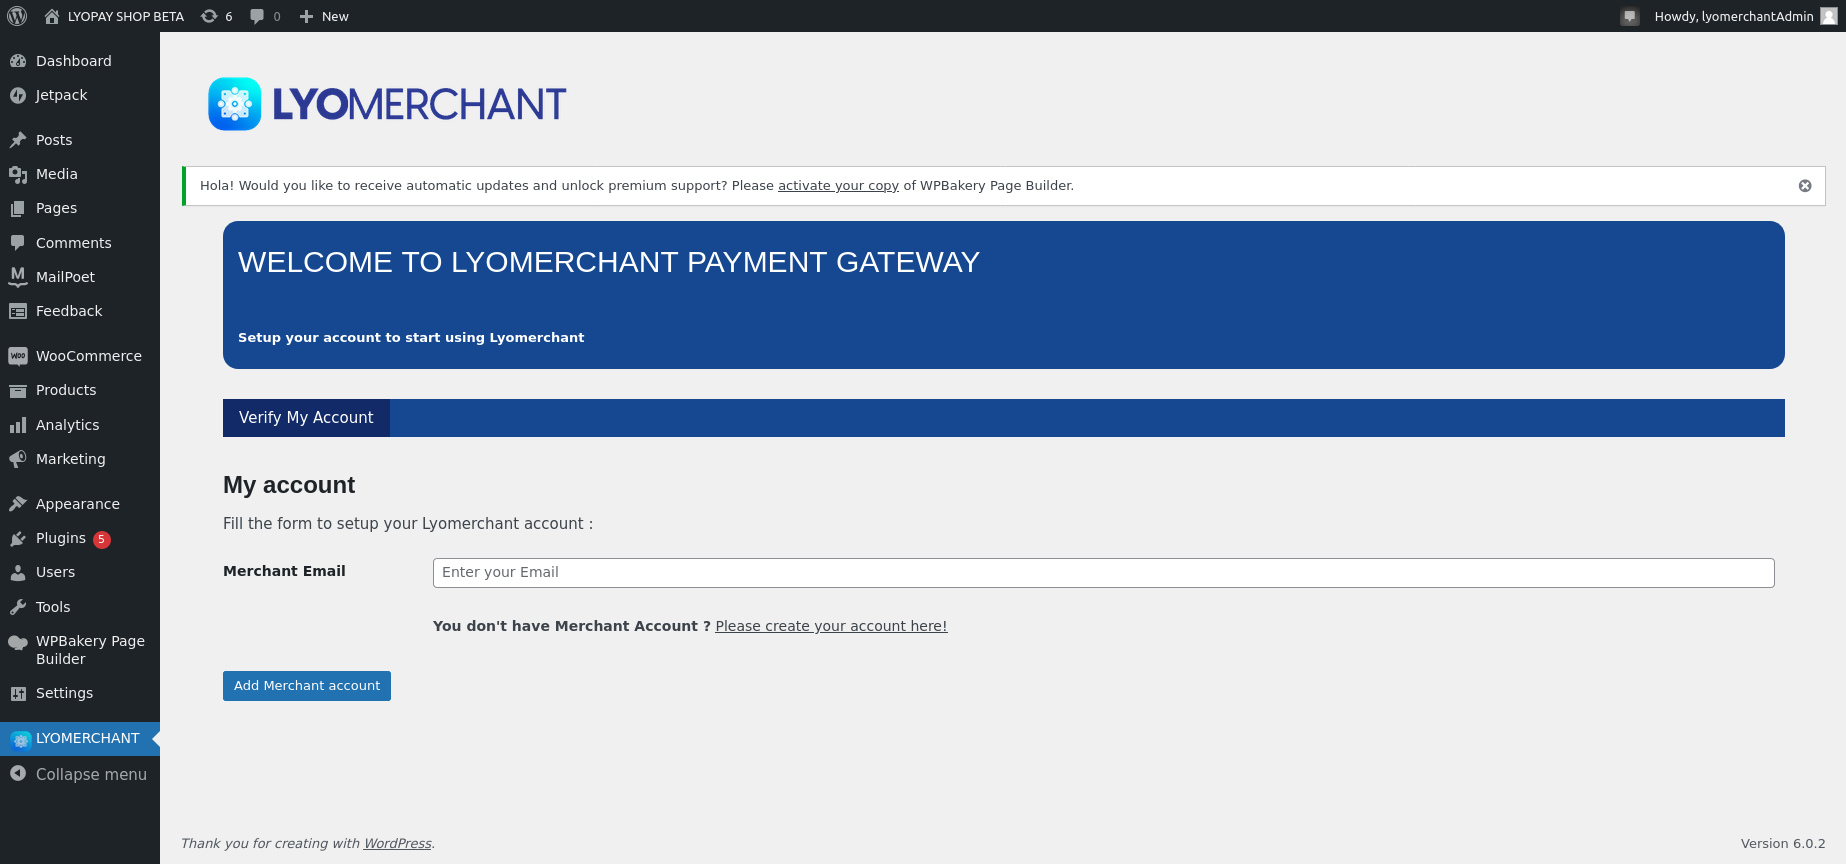 LYOPAY SHOP BETA 6 0 New Howdy, lyomerchantAdmin
Dashboard
Jetpack
Posts
Media
Pages
Comments
MailPoet
Feedback
WooCommerce
Products
Analytics
Marketing
Appearance
Plugins 5
Users
Tools
WPBakery Page
Builder
Settings
LYOMERCHANT
Collapse menu
LYOMERCHANT
Hola! Would you like to receive automatic updates and unlock premium support? Please activate your copy of WPBakery Page Builder.
WELCOME TO LYOMERCHANT PAYMENT GATEWAY
Setup your account to start using Lyomerchant
Verify My Account
My account
Fill the form to setup your Lyomerchant account :
Merchant Email Enter your Email
You don't have Merchant Account ? Please create your account here!
Add Merchant account
Thank you for creating with WordPress. Version 6.0.2